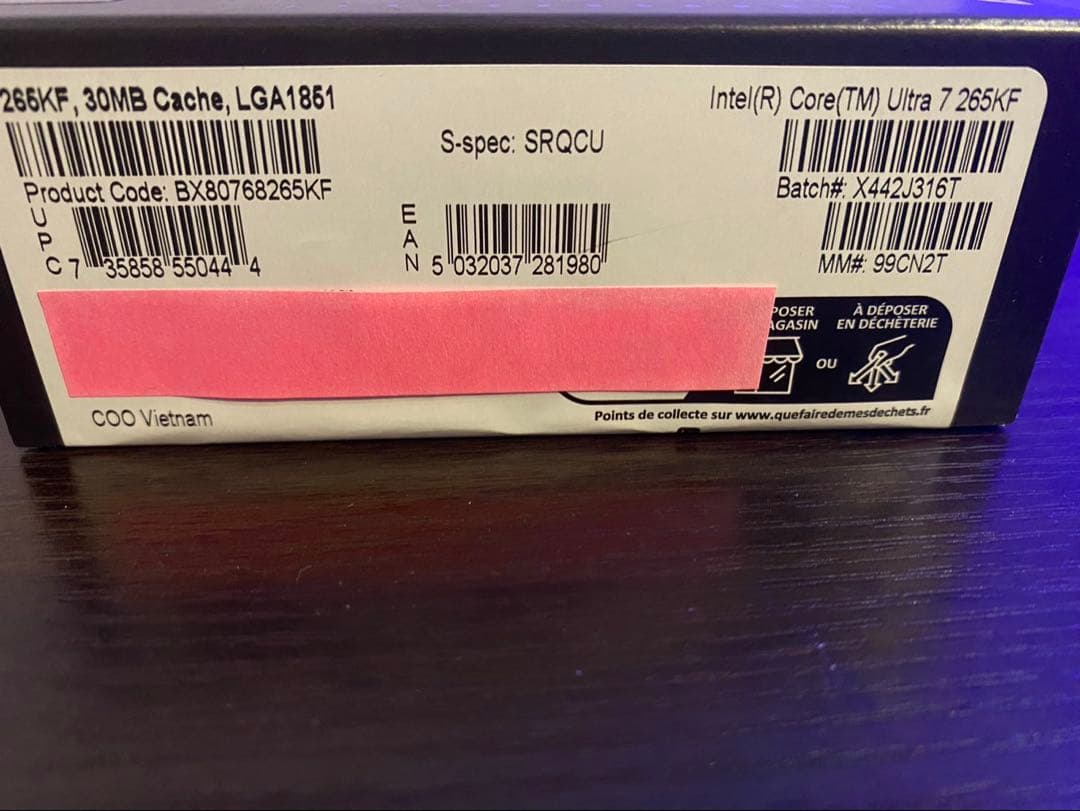 265KF, 30MB Cache, LGA1851
Intel(R) Core(TM) Ultra 7 265KF
S-spec: SRQCU
Product Code: BX80768265KF
Batch#: X442J316T
UPC 7 35858 55044 4
EAN 5 032037 281980
MM#: 99CN2T
POSER
AGASIN
OU
À DÉPOSER
EN DÉCHÈTERIE
COO Vietnam
Points de collecte sur www.quefairedemesdechets.fr